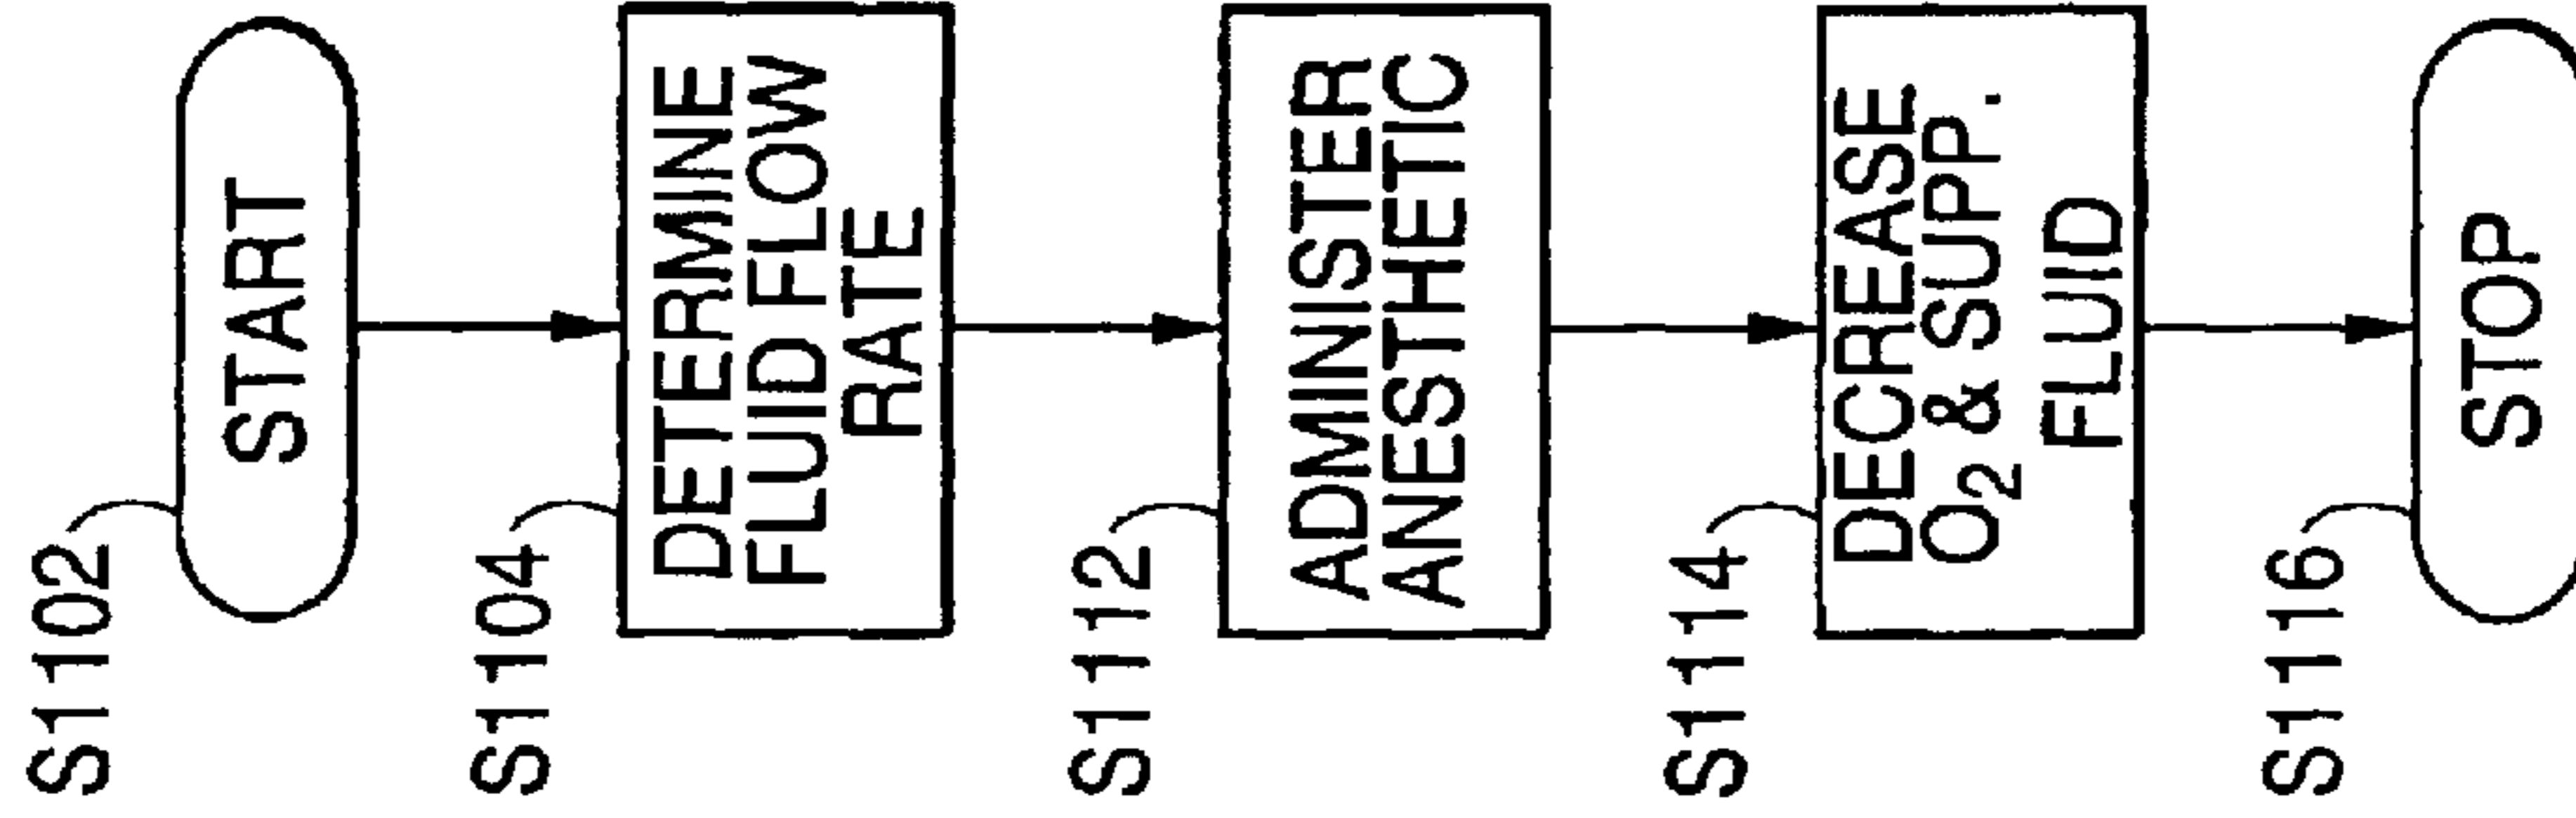 S1102
START
S1104
DETERMINE
FLUID FLOW
RATE
S1112
ADMINISTER
ANESTHETIC
S1114
DECREASE
O₂ & SUPP.
FLUID
S1116
STOP